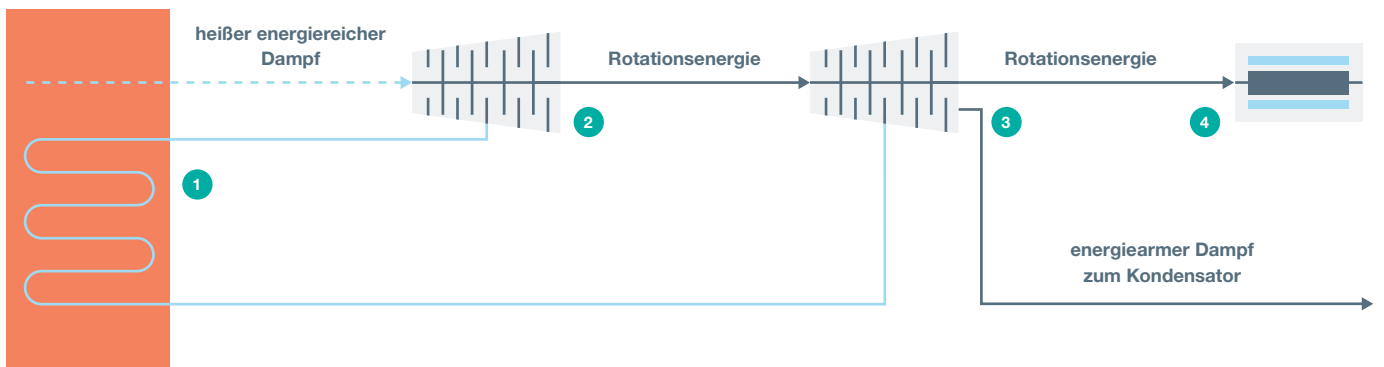 heißer energiereicher
Dampf
Rotationsenergie
Rotationsenergie
1
2
3
4
energiearmer Dampf
zum Kondensator